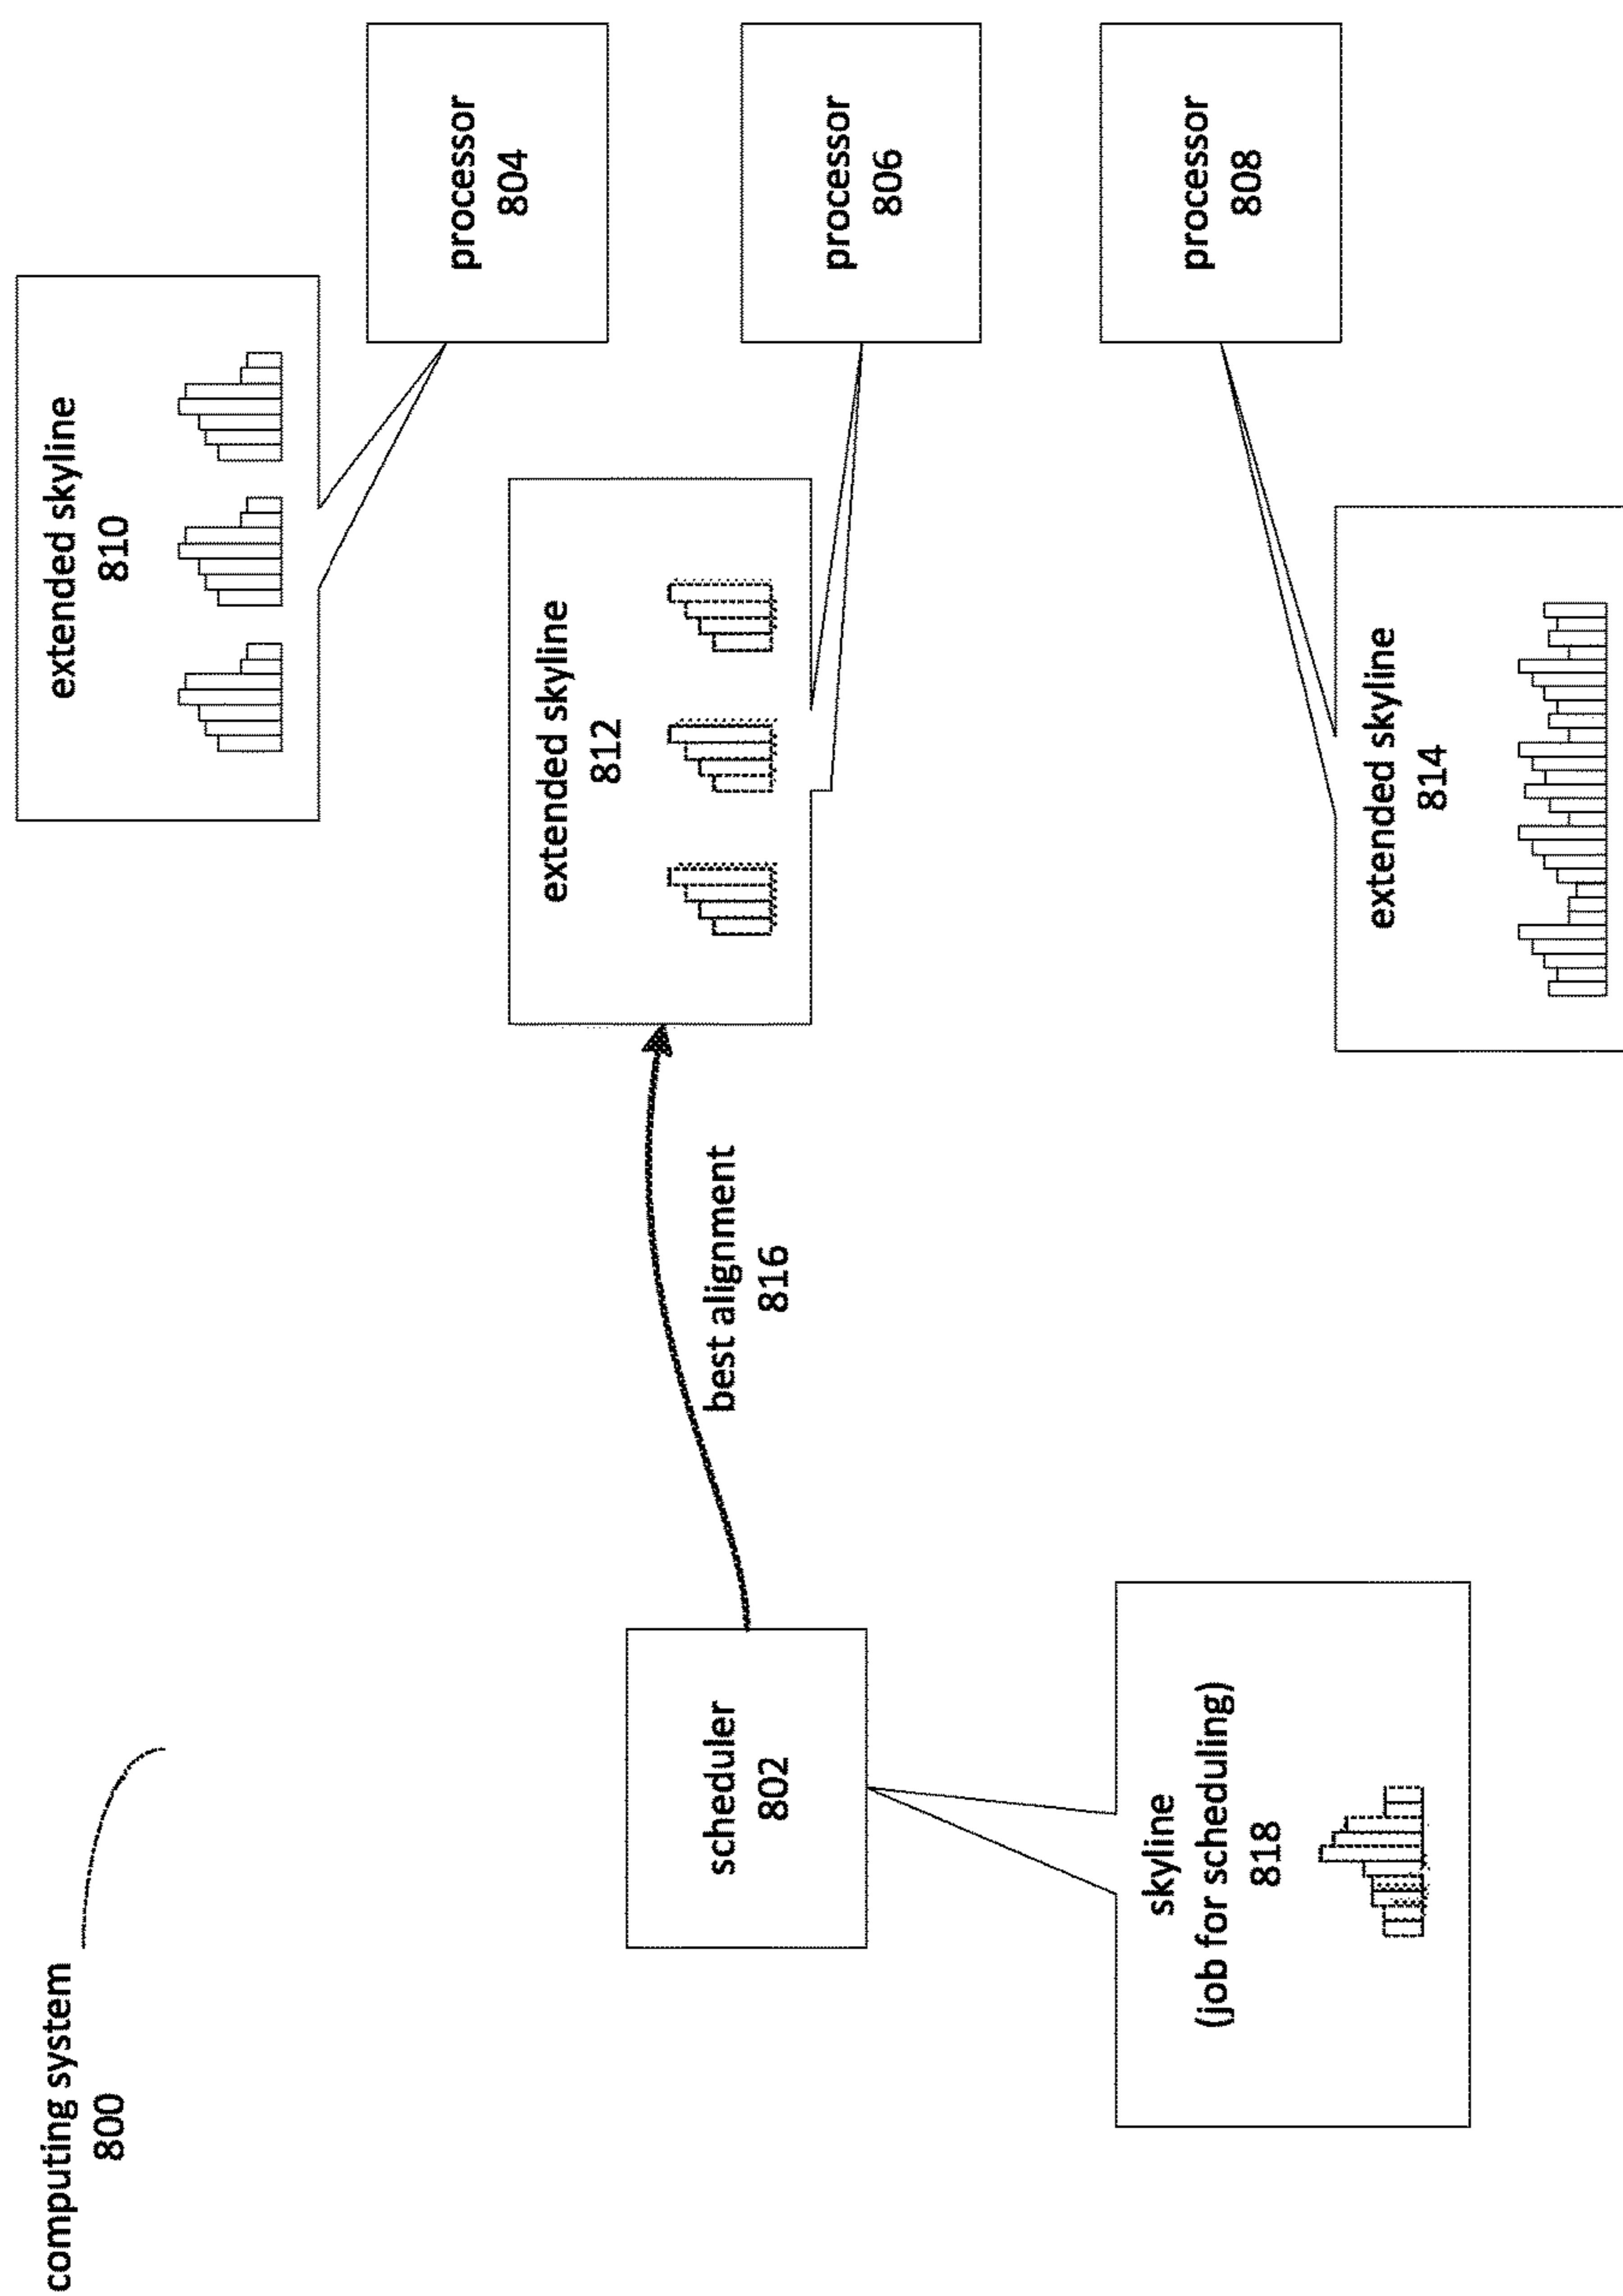 computing system
800
scheduler
802
skyline
(job for scheduling)
818
best alignment
816
extended skyline
810
extended skyline
812
extended skyline
814
processor
804
processor
806
processor
808